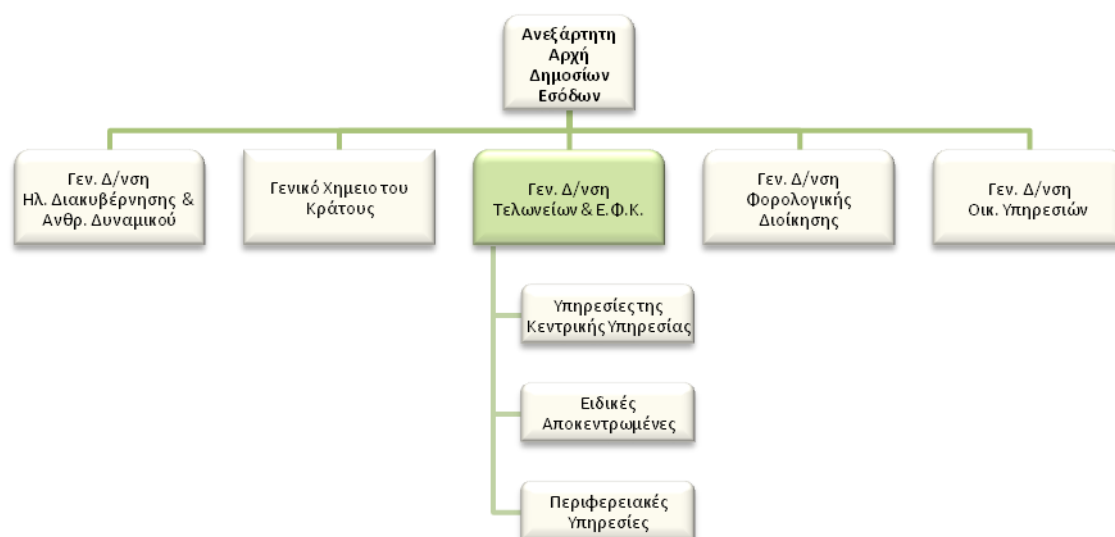 Ανεξάρτητη
Αρχή
Δημοσίων
Εσόδων
Γεν. Δ/νση
Ηλ. Διακυβέρνησης &
Ανθρ. Δυναμικού
Γενικό Χημειο του
Κράτους
Γεν. Δ/νση
Τελωνείων & Ε.Φ.Κ.
Γεν. Δ/νση
Φορολογικής
Διοίκησης
Γεν. Δ/νση
Οικ. Υπηρεσιών
Υπηρεσίες της
Κεντρικής Υπηρεσίας
Ειδικές
Αποκεντρωμένες
Περιφερειακές
Υπηρεσίες